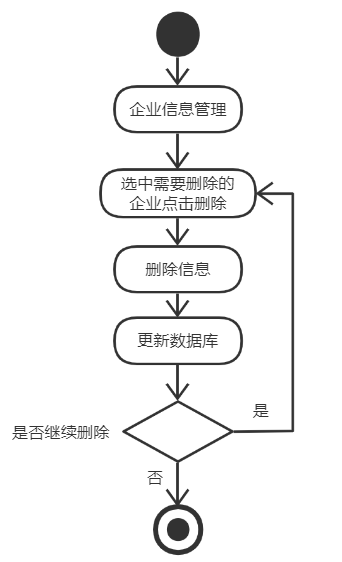 企业信息管理
选中需要删除的
企业点击删除
删除信息
更新数据库
是
是否继续删除
否